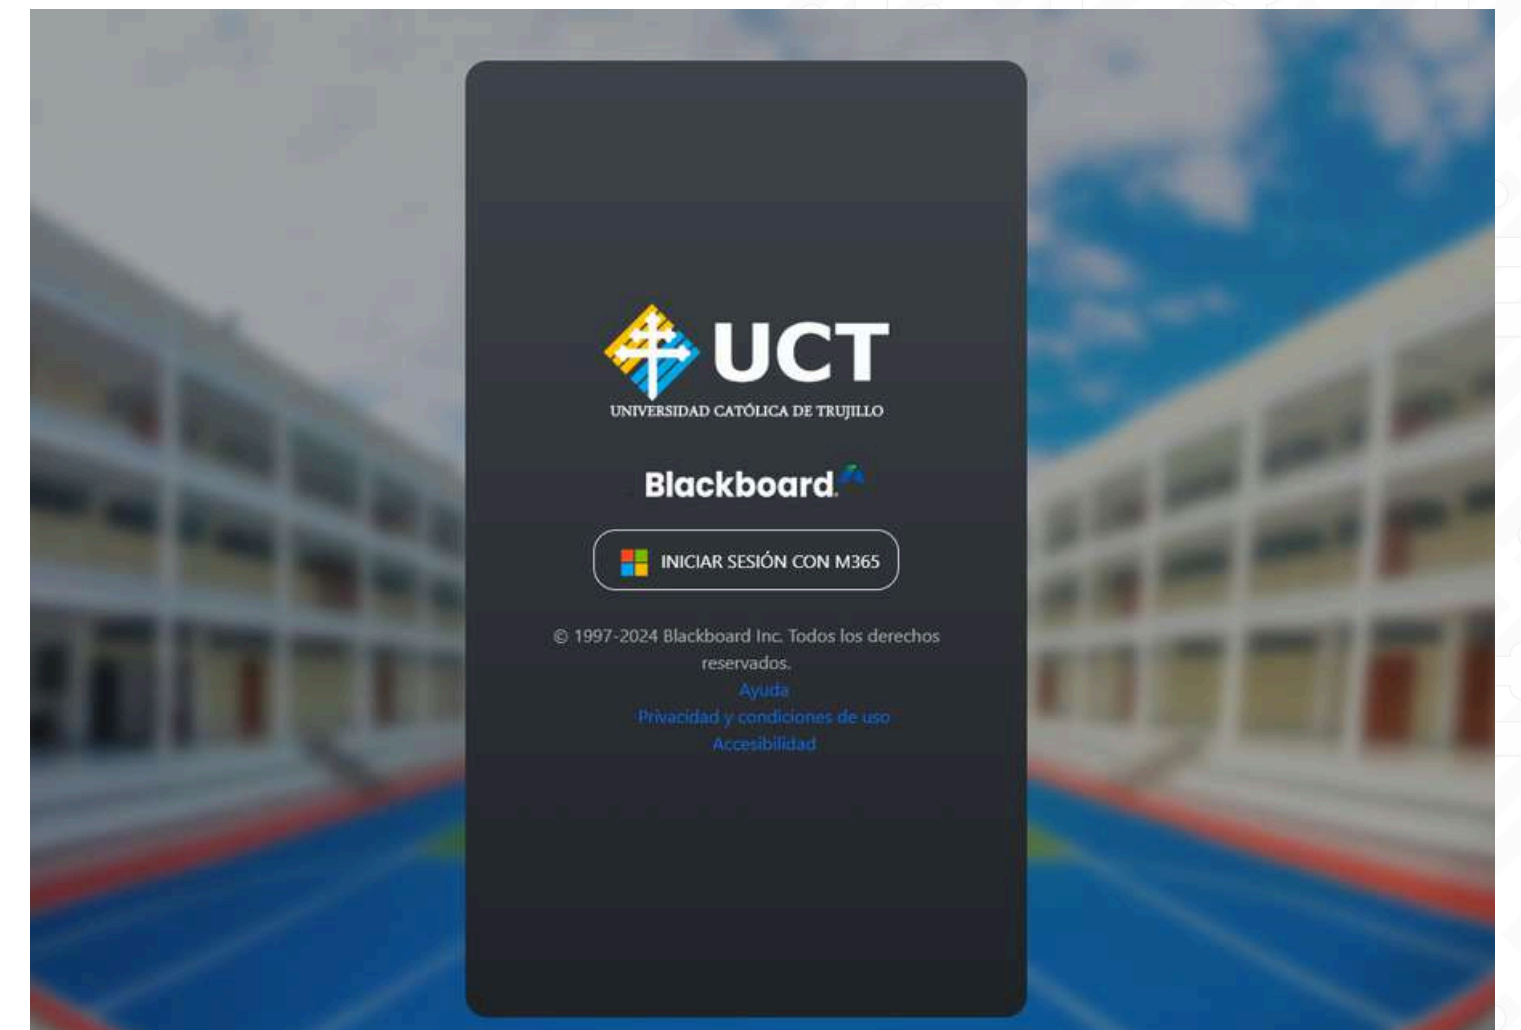 UCT
UNIVERSIDAD CATÓLICA DE TRUJILLO
Blackboard
INICIAR SESIÓN CON M365
© 1997-2024 Blackboard Inc. Todos los derechos
reservados.
Ayuda
Privacidad y condiciones de uso
Accesibilidad